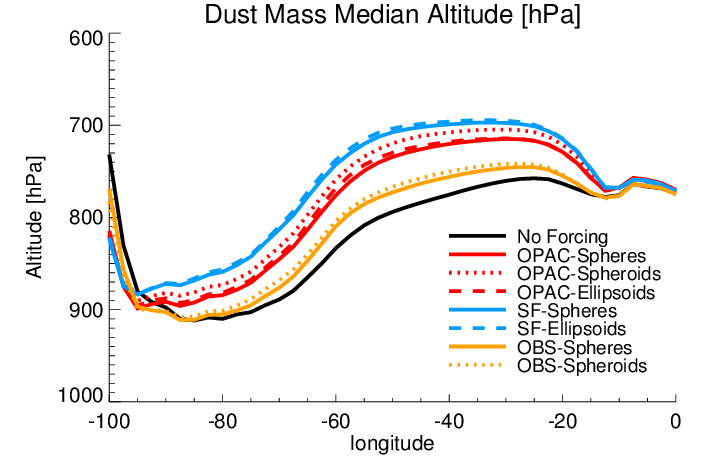 Dust Mass Median Altitude [hPa]
600
700
800
900
1000
Altitude [hPa]
No Forcing
OPAC-Spheres
OPAC-Spheroids
OPAC-Ellipsoids
SF-Spheres
SF-Ellipsoids
OBS-Spheres
OBS-Spheroids
-100 -80 -60 -40 -20 0
longitude